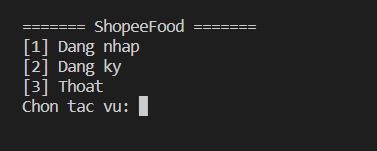 ======= ShopeeFood =======
[1] Dang nhap
[2] Dang ky
[3] Thoat
Chon tac vu: